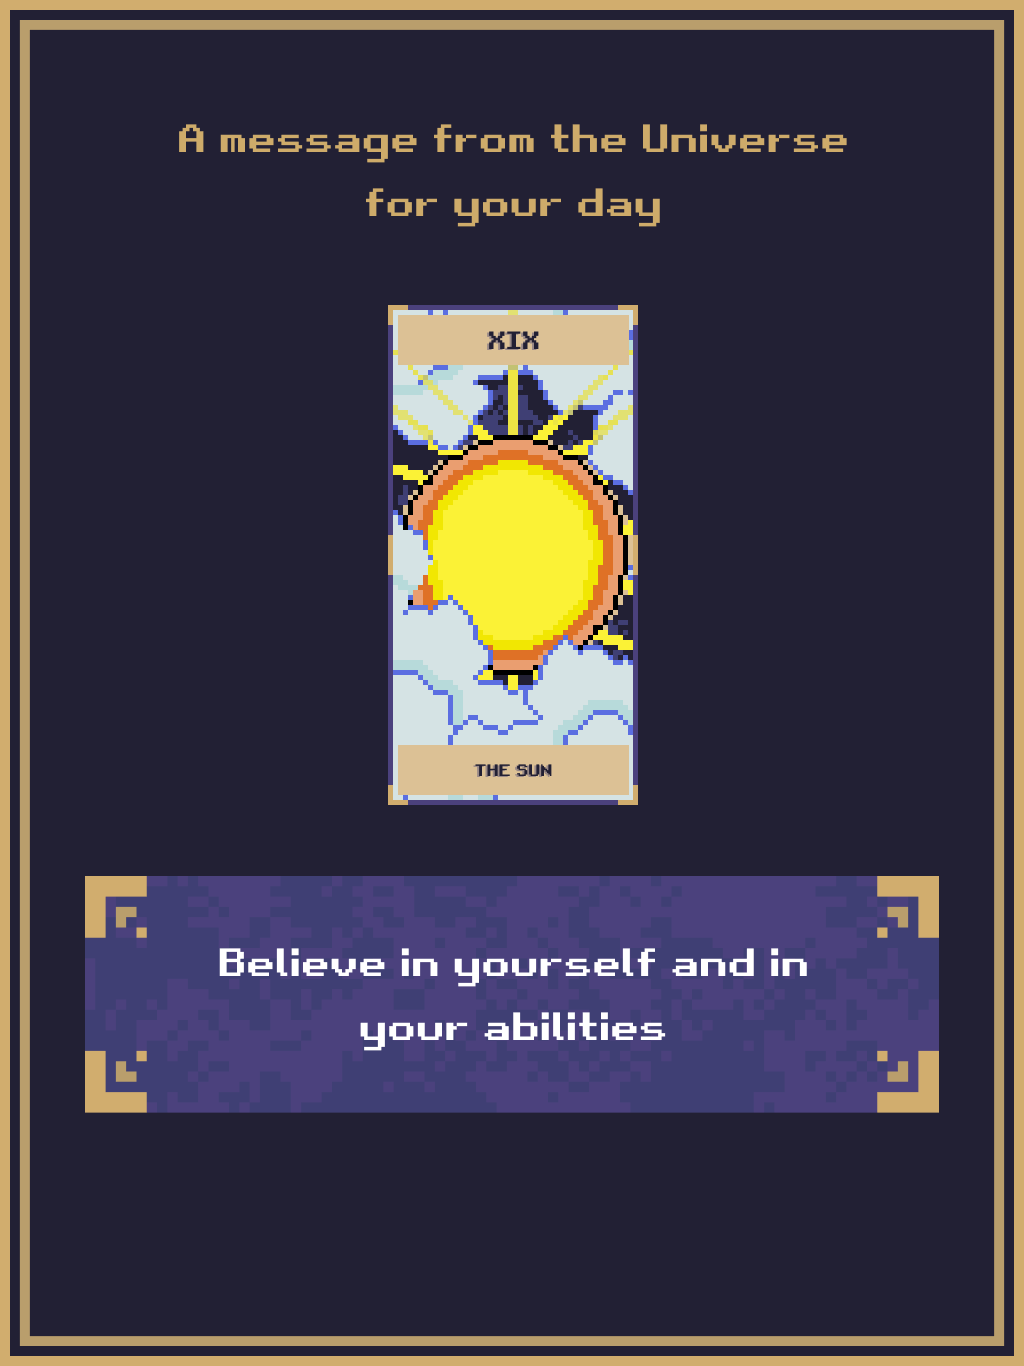 A message from the Universe
for your day
XIX
THE SUN
Believe in yourself and in
your abilities